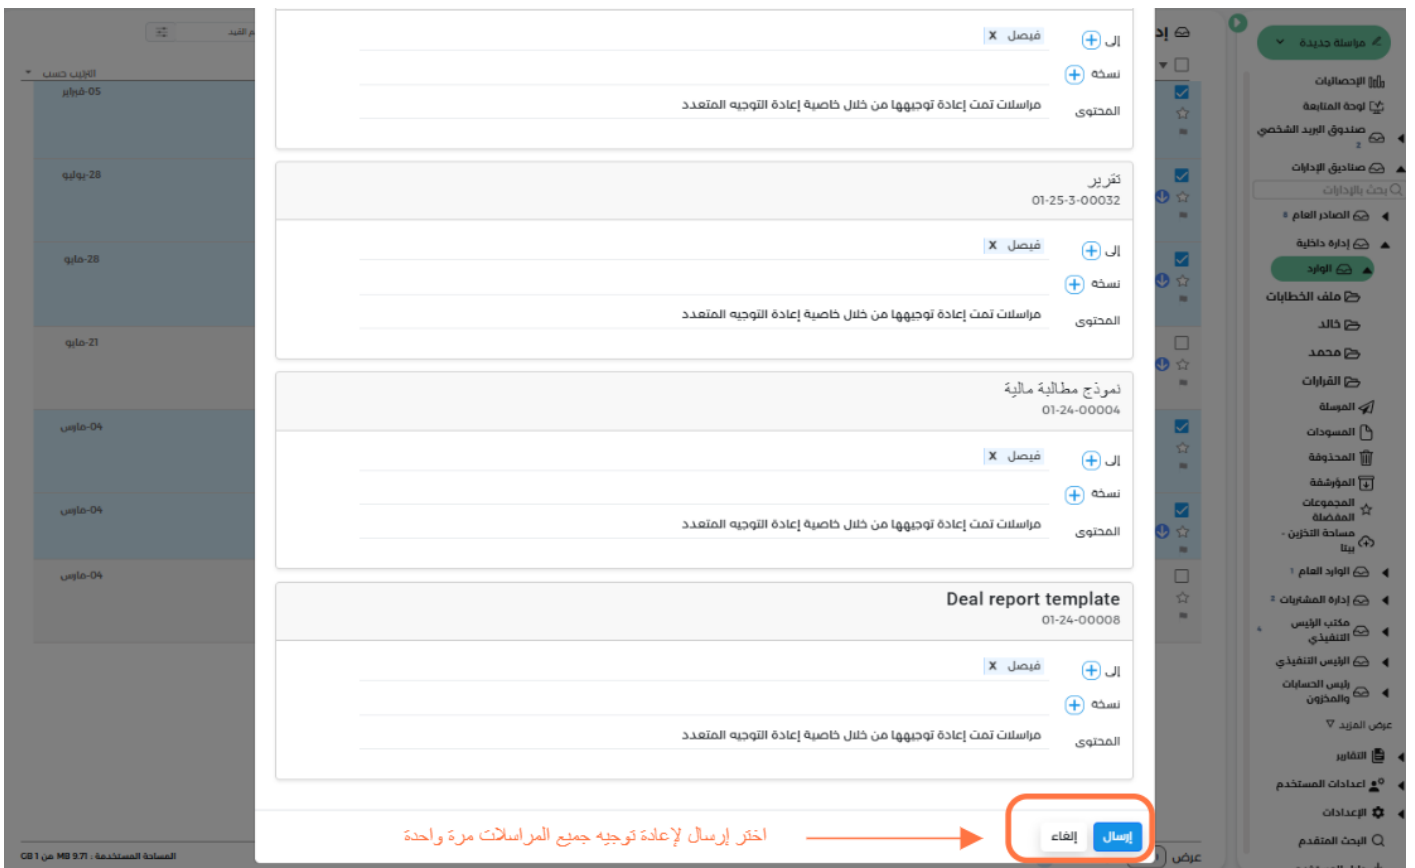 مراسلة جديدة
الإحصائيات
لوحة المتابعة
صندوق البريد الشخصي
2
صناديق الإدارات
بحث بالإدارات
الصادر العام
إدارة داخلية
الوارد
ملف الخطابات
خالد
محمد
القرارات
المرسلة
المسودات
المحذوفة
المؤرشفة
المجموعات
المفضلة
مساحة التخزين -
بيتا
الوارد العام 1
إدارة المشتريات 2
مكتب الرئيس
التنفيذي
الرئيس التنفيذي
رئيس الحسابات
والمخزون
عرض المزيد
التقارير
اعدادات المستخدم
الإعدادات
البحث المتقدم
عرض
إلى
فيصل x
نسخة
المحتوى
مراسلات تمت إعادة توجيهها من خلال خاصية إعادة التوجيه المتعدد
تقرير
01-25-3-00032
إلى
فيصل x
نسخة
المحتوى
مراسلات تمت إعادة توجيهها من خلال خاصية إعادة التوجيه المتعدد
نموذج مطالبة مالية
01-24-00004
إلى
فيصل x
نسخة
المحتوى
مراسلات تمت إعادة توجيهها من خلال خاصية إعادة التوجيه المتعدد
Deal report template
01-24-00008
إلى
فيصل x
نسخة
المحتوى
مراسلات تمت إعادة توجيهها من خلال خاصية إعادة التوجيه المتعدد
إرسال
إلغاء
اختر إرسال لإعادة توجيه جميع المراسلات مرة واحدة
القيد
الترتيب حسب
05-فبراير
28-يوليو
28-مايو
21-مايو
04-مارس
04-مارس
04-مارس
المساحة المستخدمة : 9.71 MB من 1 GB